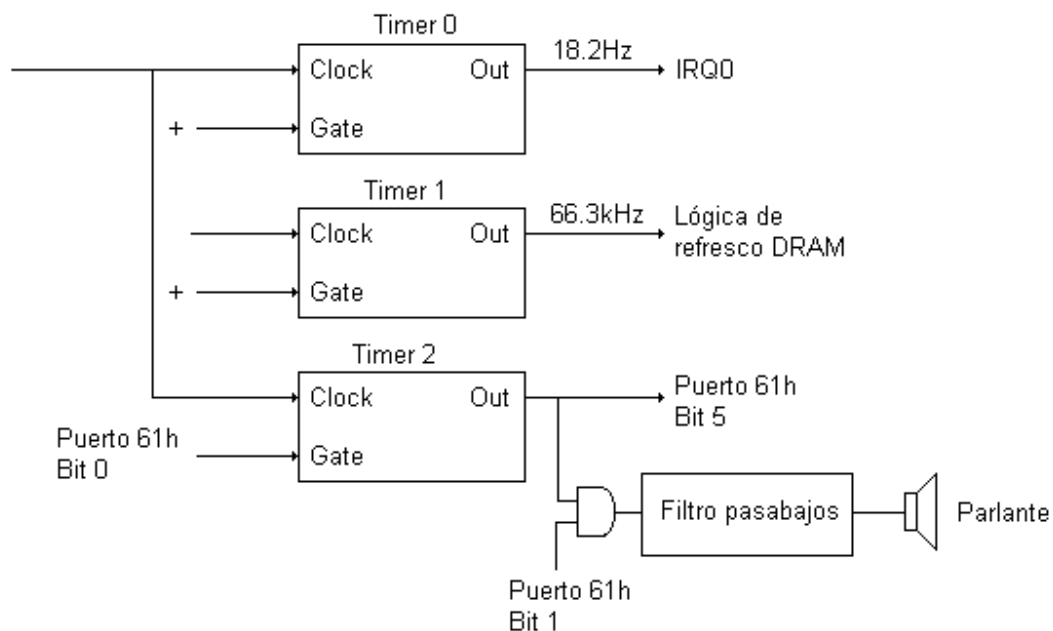 Timer 0
18.2Hz
Clock
Out
IRQ0
+
Gate
Timer 1
66.3kHz
Clock
Out
Lógica de
refresco DRAM
+
Gate
Timer 2
Clock
Out
Puerto 61h
Bit 5
Puerto 61h
Bit 0
Gate
Filtro pasabajos
Parlante
Puerto 61h
Bit 1